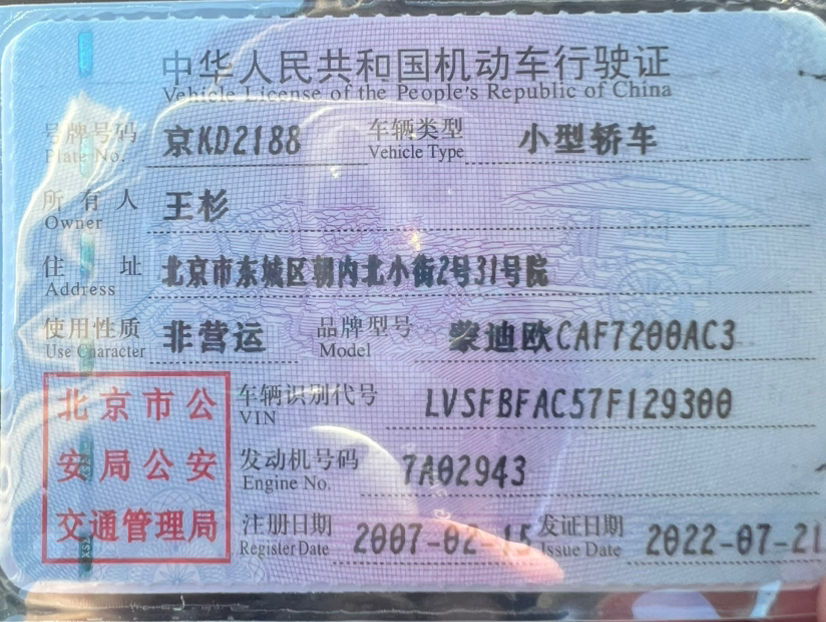 中华人民共和国机动车行驶证
Vehicle License of the People's Republic of China
号牌号码 京KD2188 车辆类型 小型轿车
Plate No. Vehicle Type
所有人 王杉
Owner
住址 北京市东城区朝内北小街2号31号院
Address
使用性质 非营运 品牌型号 蒙迪欧CAF7200AC3
Use Character Model
北京市公 车辆识别代号 LVSFBFAC57F129300
VIN
安局公安 发动机号码 7A02943
Engine No.
交通管理局 注册日期 2007-02-15 发证日期 2022-07-21
Register Date Issue Date